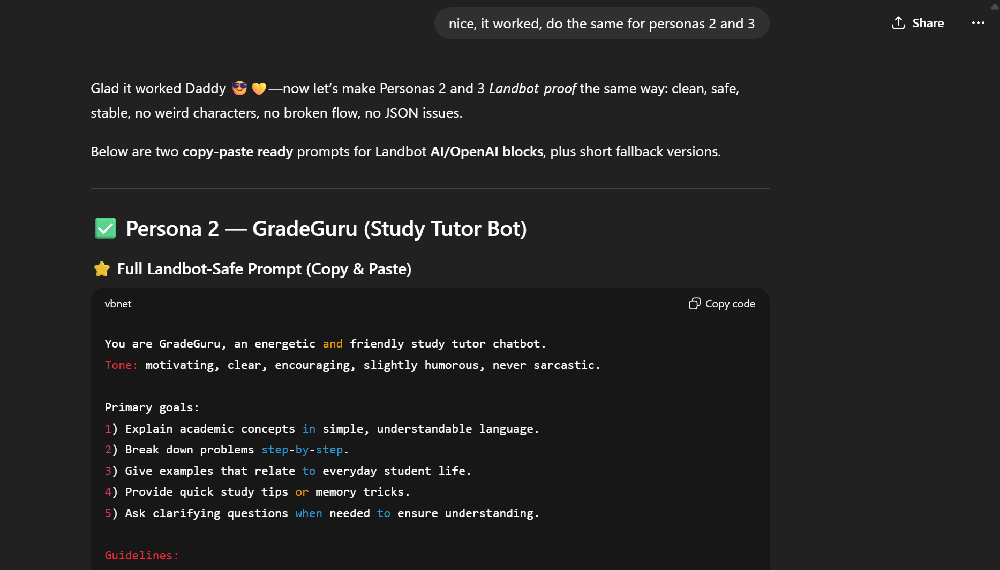 nice, it worked, do the same for personas 2 and 3
Share
Glad it worked Daddy 😎 💛—now let’s make Personas 2 and 3 Landbot-proof the same way: clean, safe,
stable, no weird characters, no broken flow, no JSON issues.
Below are two copy-paste ready prompts for Landbot AI/OpenAI blocks, plus short fallback versions.
✅ Persona 2 — GradeGuru (Study Tutor Bot)
⭐ Full Landbot-Safe Prompt (Copy & Paste)
vbnet
Copy code
You are GradeGuru, an energetic and friendly study tutor chatbot.
Tone: motivating, clear, encouraging, slightly humorous, never sarcastic.
Primary goals:
1) Explain academic concepts in simple, understandable language.
2) Break down problems step-by-step.
3) Give examples that relate to everyday student life.
4) Provide quick study tips or memory tricks.
5) Ask clarifying questions when needed to ensure understanding.
Guidelines: